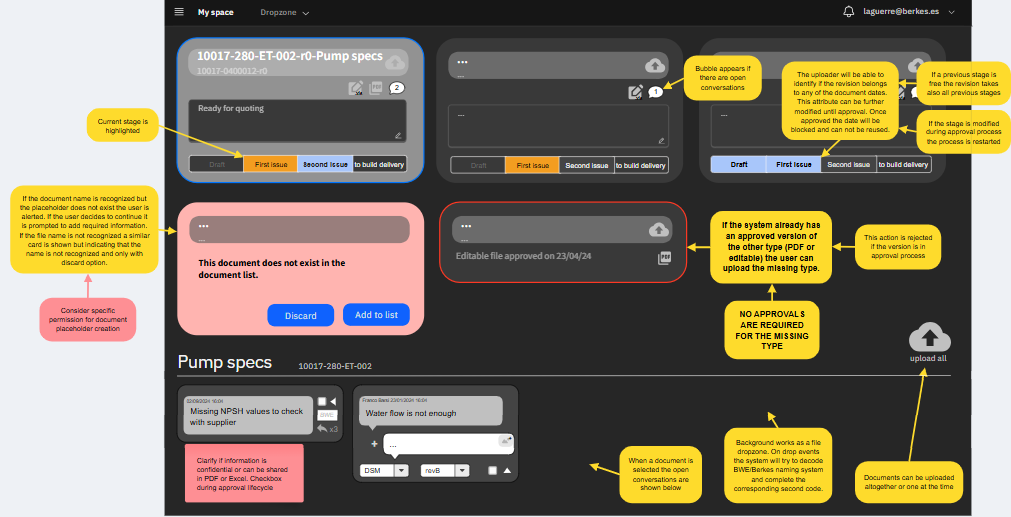 My space
Dropzone
laguerre@berkes.es
10017-280-ET-002-r0-Pump specs
10017-0400012-r0
2
Ready for quoting
Draft
First issue
Second issue
to build delivery
...
...
1
...
Draft
First issue
Second issue
to build delivery
...
Draft
First issue
Second issue
to build delivery
Current stage is
highlighted
Bubble appears if
there are open
conversations
The uploader will be able to
identify if the revision belongs
to any of the document dates.
This attribute can be further
modified until approval. Once
approved the date will be
blocked and can not be reused.
If a previous stage is
free the revision takes
also all previous stages
If the stage is modified
during approval process
the process is restarted
If the document name is recognized but
the placeholder does not exist the user is
alerted. If the user decides to continue it
is prompted to add required information.
If the file name is not recognized a similar
card is shown but indicating that the
name is not recognized and only with
discard option.
Consider specific
permission for document
placeholder creation
...
...
This document does not exist in the
document list.
Discard
Add to list
...
...
Editable file approved on 23/04/24
PDF
If the system already has
an approved version of
the other type (PDF or
editable) the user can
upload the missing type.
This action is rejected
if the version is in
approval process
NO APPROVALS
ARE REQUIRED
FOR THE MISSING
TYPE
upload all
Pump specs
10017-280-ET-002
Missing NPSH values to check
with supplier
x3
Clarify if information is
confidential or can be shared
in PDF or Excel. Checkbox
during approval lifecycle
Water flow is not enough
+
...
DSM
revB
When a document is
selected the open
conversations are
shown below
Background works as a file
dropzone. On drop events
the system will try to decode
BWE/Berkes naming system
and complete the
corresponding second code.
Documents can be uploaded
altogether or one at the time